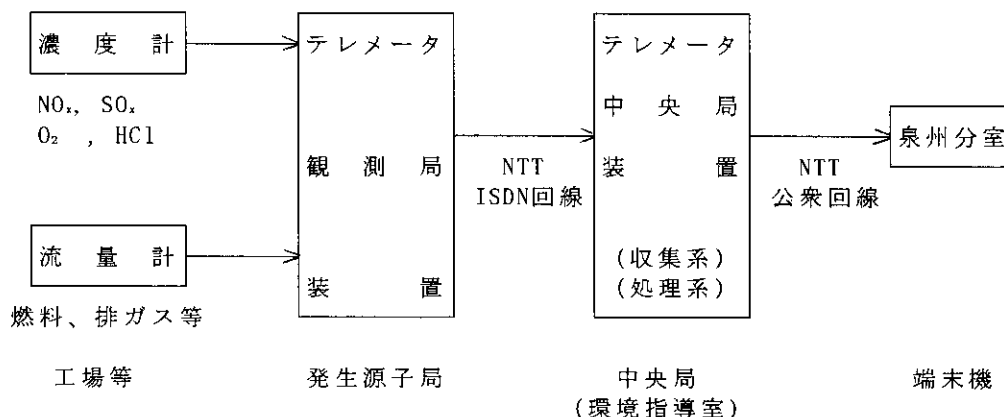 濃度計
NOx, SOx
O₂ , HCl
流量計
燃料、排ガス等
工場等
テレメータ
観測局
装置
発生源子局
NTT
ISDN回線
テレメータ
中央局
装置
(収集系)
(処理系)
中央局
(環境指導室)
NTT
公衆回線
泉州分室
端末機